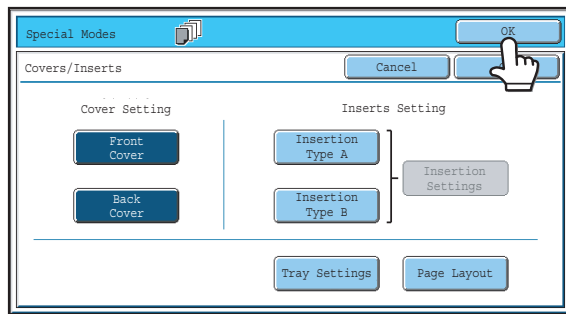 Special Modes
OK
Covers/Inserts
Cancel
Cover Setting
Inserts Setting
Front
Cover
Insertion
Type A
Insertion
Settings
Back
Cover
Insertion
Type B
Tray Settings
Page Layout